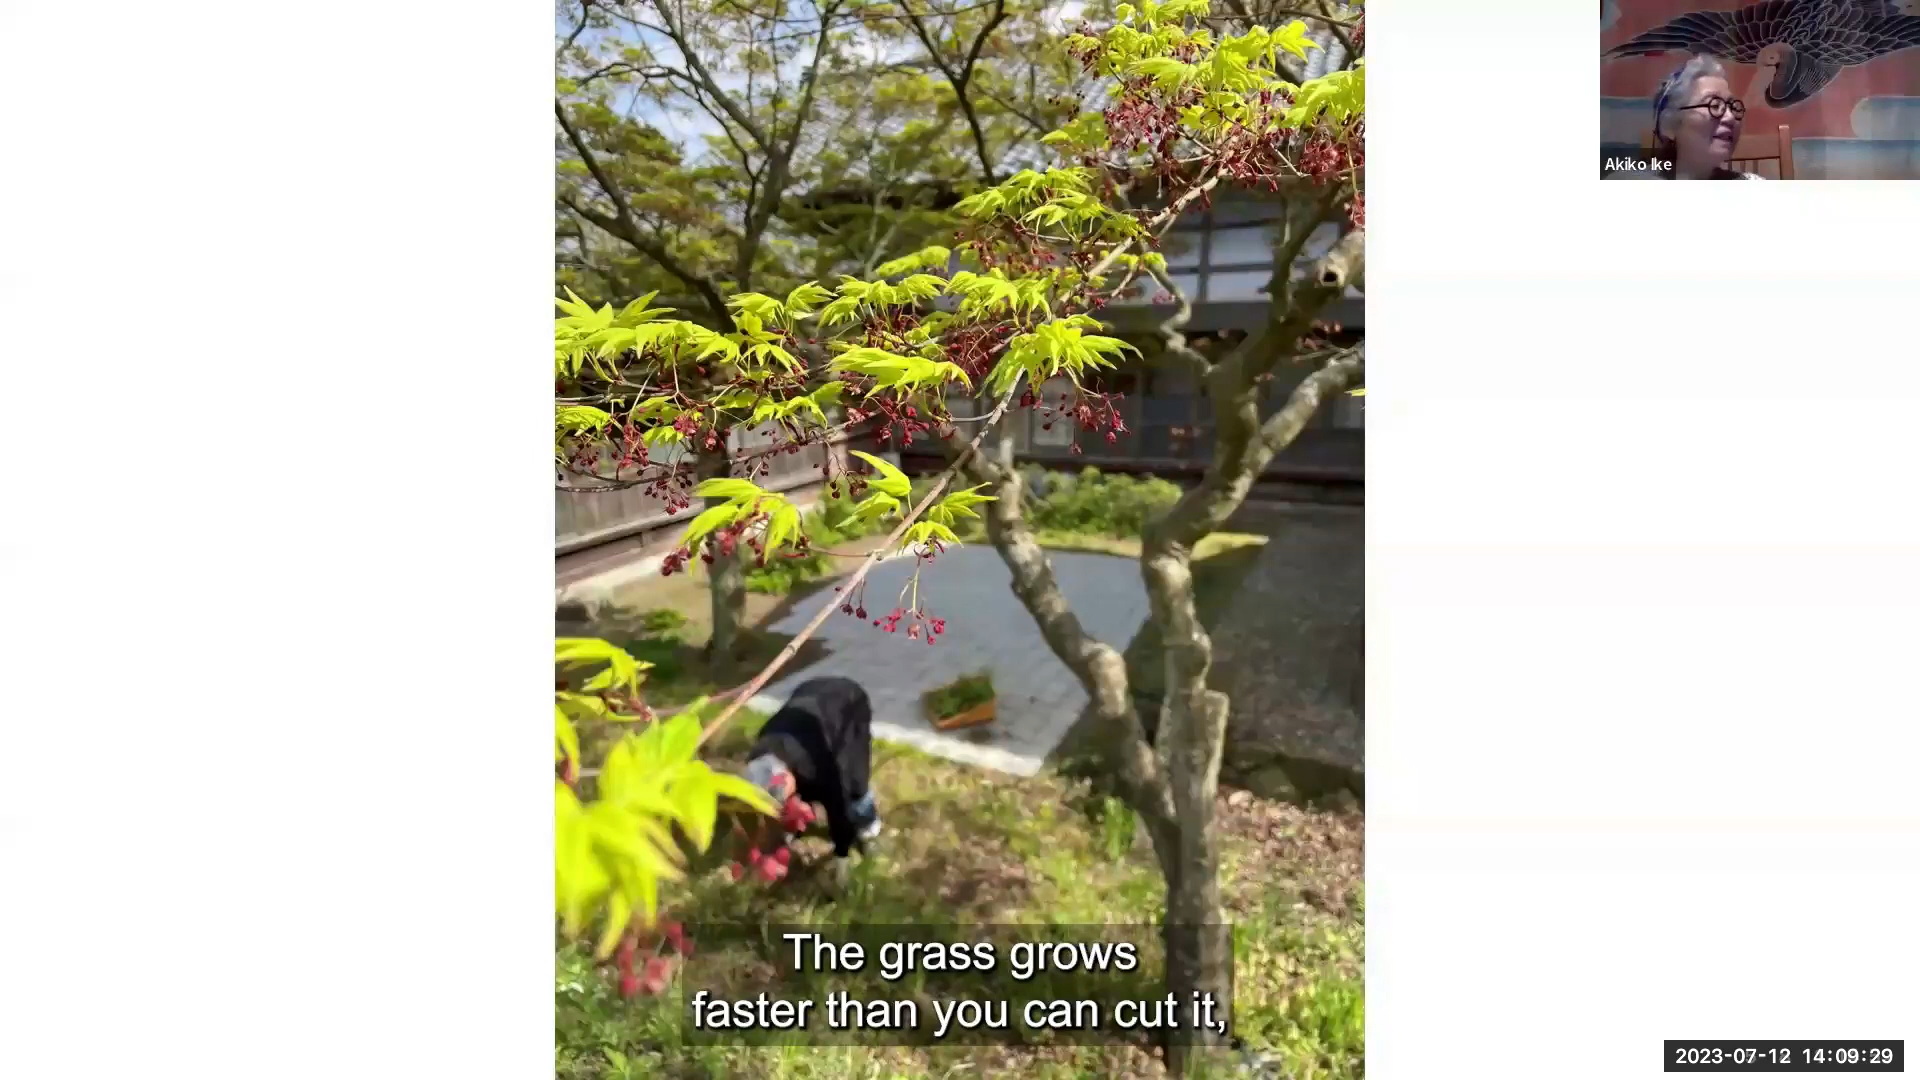 Akiko Ike
The grass grows
faster than you can cut it,
2023-07-12 14:09:29